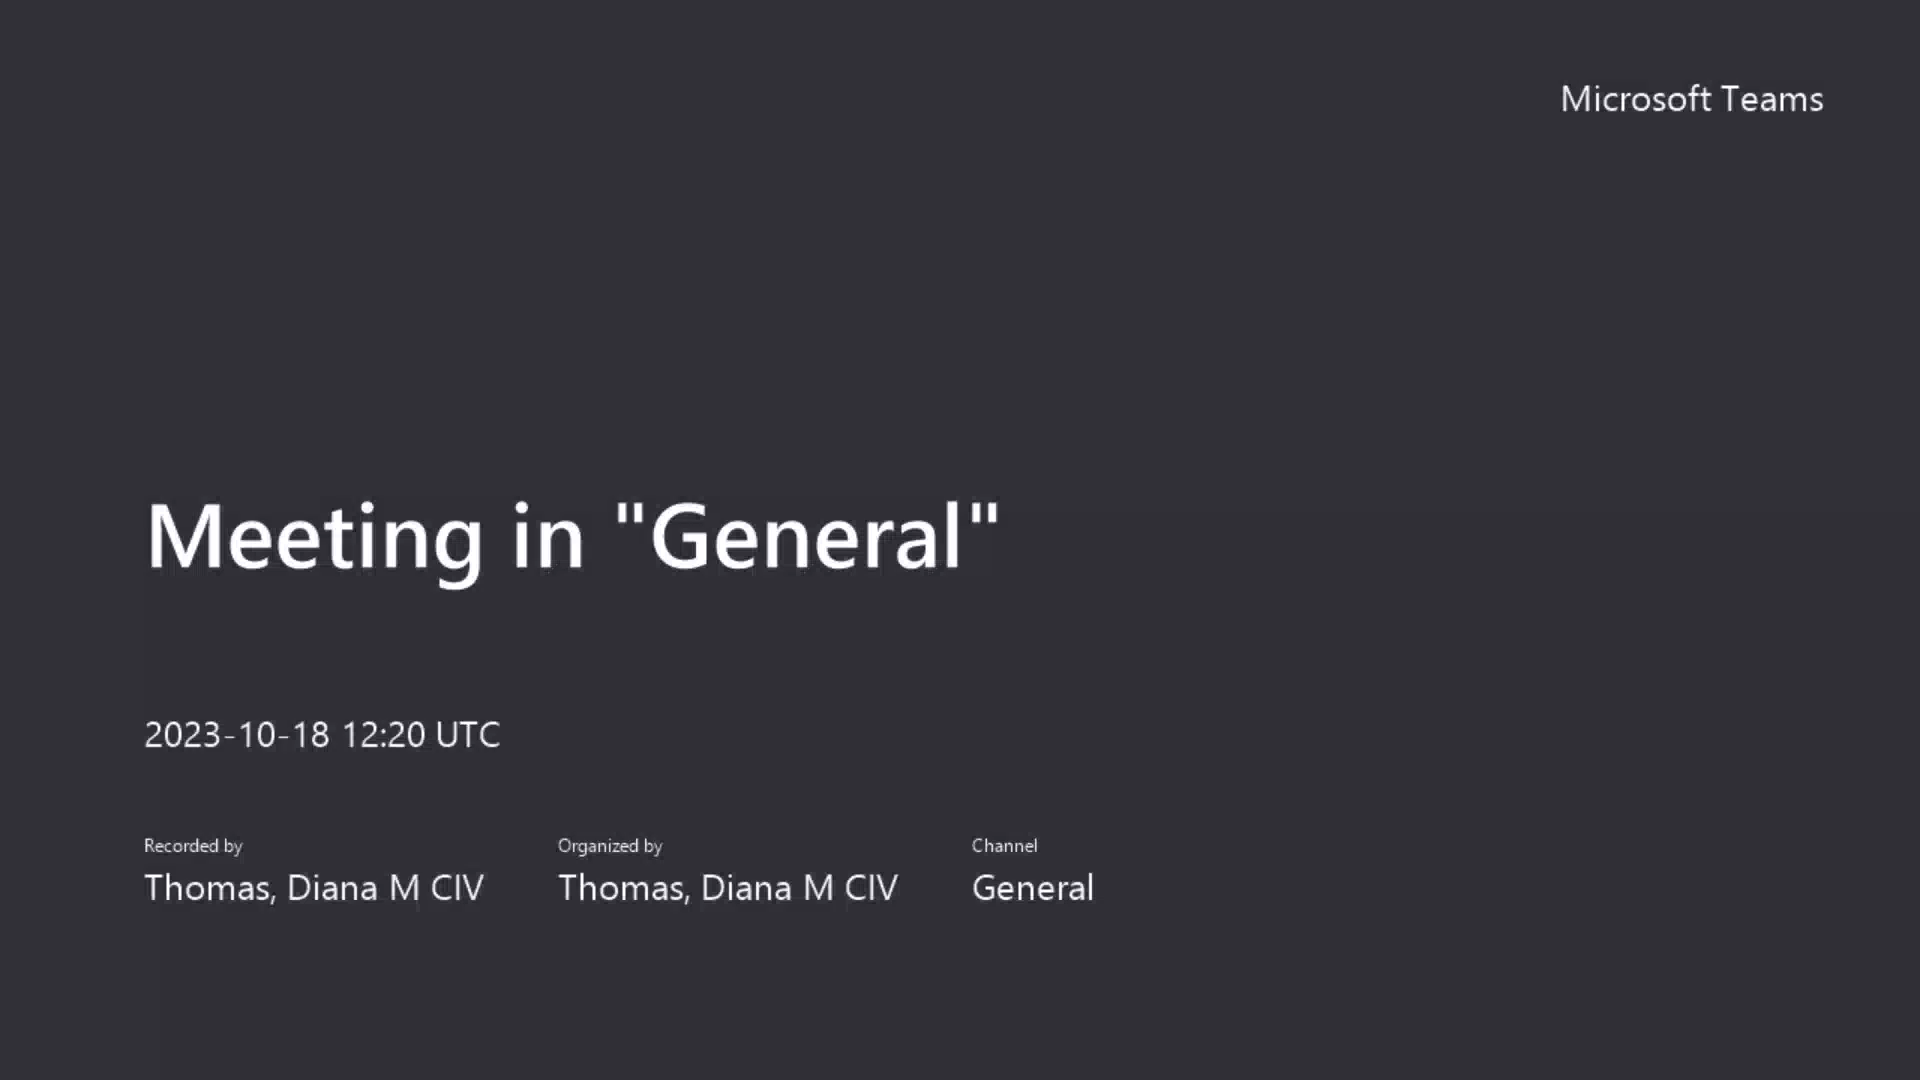 Microsoft Teams
Meeting in "General"
2023-10-18 12:20 UTC
Recorded by
Thomas, Diana M CIV
Organized by
Thomas, Diana M CIV
Channel
General